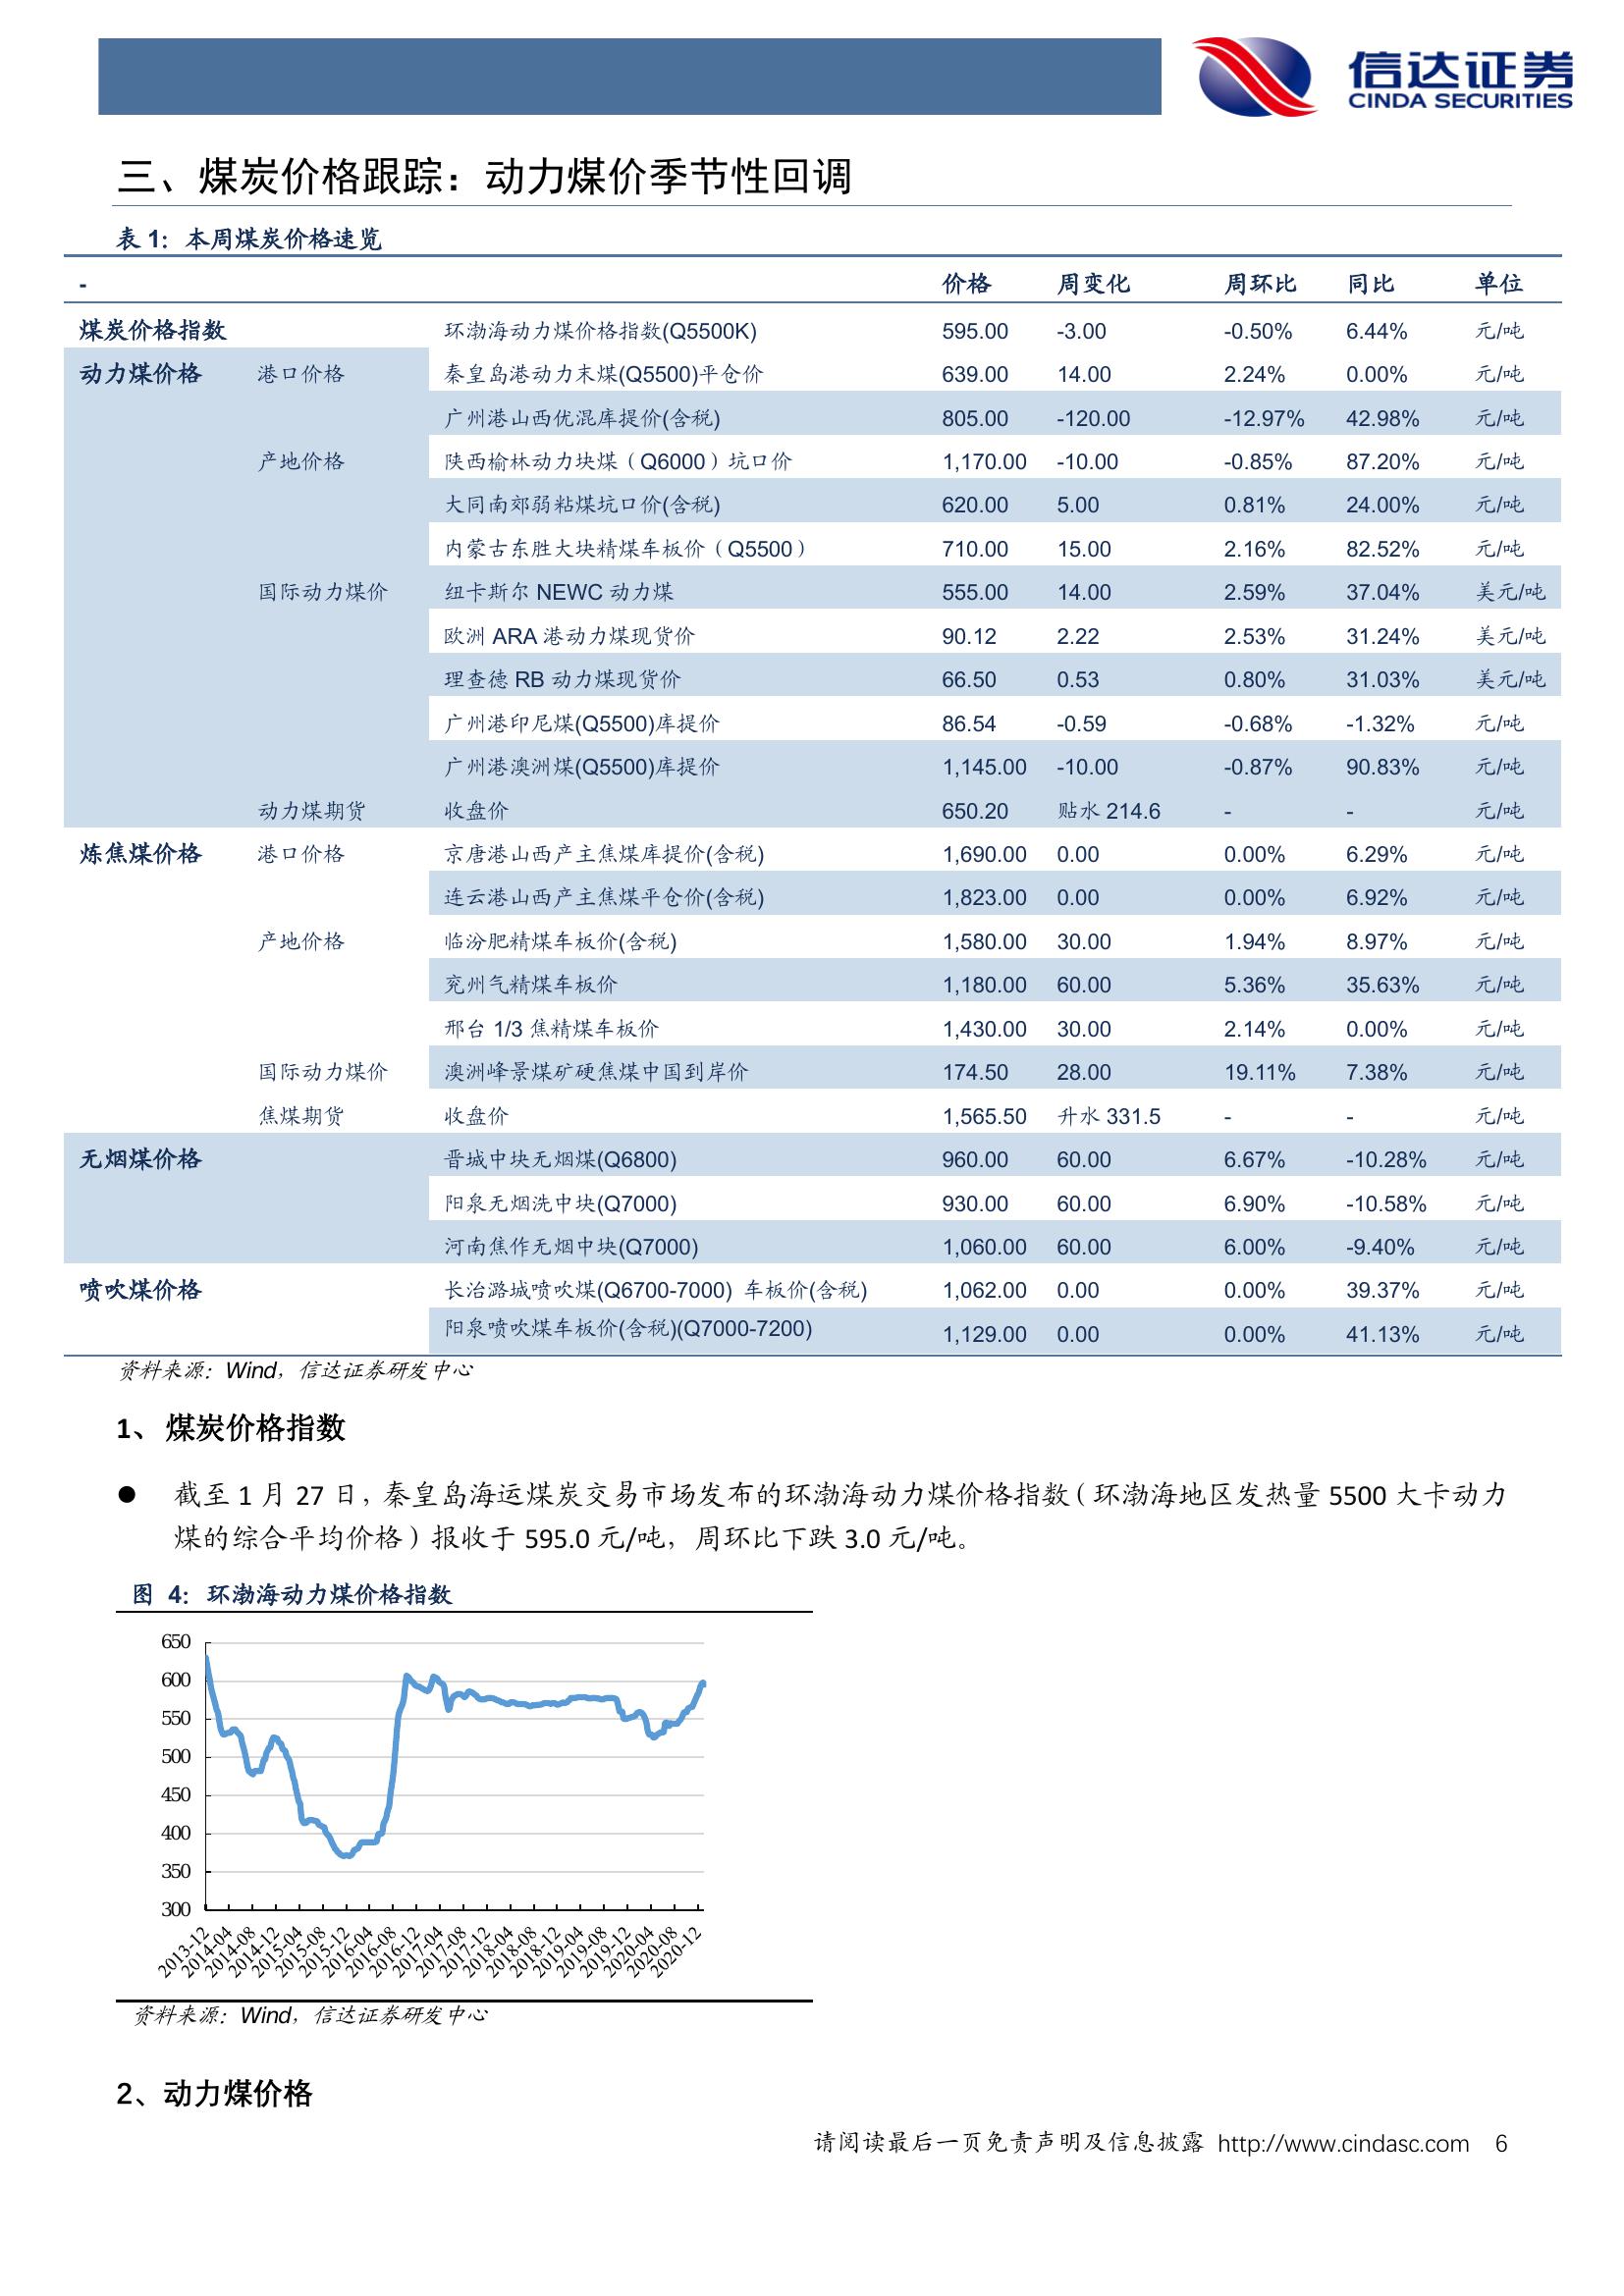 信达证券
CINDA SECURITIES
三、煤炭价格跟踪：动力煤价季节性回调
表 1：本周煤炭价格速览
- 价格 周变化 周环比 同比 单位
煤炭价格指数 环渤海动力煤价格指数(Q5500K) 595.00 -3.00 -0.50% 6.44% 元/吨
动力煤价格 港口价格 秦皇岛港动力末煤(Q5500)平仓价 639.00 14.00 2.24% 0.00% 元/吨
广州港山西优混库提价(含税) 805.00 -120.00 -12.97% 42.98% 元/吨
产地价格 陕西榆林动力块煤（Q6000）坑口价 1,170.00 -10.00 -0.85% 87.20% 元/吨
大同南郊弱粘煤坑口价(含税) 620.00 5.00 0.81% 24.00% 元/吨
内蒙古东胜大块精煤车板价（Q5500） 710.00 15.00 2.16% 82.52% 元/吨
国际动力煤价 纽卡斯尔 NEWC 动力煤 555.00 14.00 2.59% 37.04% 美元/吨
欧洲 ARA 港动力煤现货价 90.12 2.22 2.53% 31.24% 美元/吨
理查德 RB 动力煤现货价 66.50 0.53 0.80% 31.03% 美元/吨
广州港印尼煤(Q5500)库提价 86.54 -0.59 -0.68% -1.32% 元/吨
广州港澳洲煤(Q5500)库提价 1,145.00 -10.00 -0.87% 90.83% 元/吨
动力煤期货 收盘价 650.20 贴水 214.6 - - 元/吨
炼焦煤价格 港口价格 京唐港山西产主焦煤库提价(含税) 1,690.00 0.00 0.00% 6.29% 元/吨
连云港山西产主焦煤平仓价(含税) 1,823.00 0.00 0.00% 6.92% 元/吨
产地价格 临汾肥精煤车板价(含税) 1,580.00 30.00 1.94% 8.97% 元/吨
兖州气精煤车板价 1,180.00 60.00 5.36% 35.63% 元/吨
邢台 1/3 焦精煤车板价 1,430.00 30.00 2.14% 0.00% 元/吨
国际动力煤价 澳洲峰景煤矿硬焦煤中国到岸价 174.50 28.00 19.11% 7.38% 元/吨
焦煤期货 收盘价 1,565.50 升水 331.5 - - 元/吨
无烟煤价格 晋城中块无烟煤(Q6800) 960.00 60.00 6.67% -10.28% 元/吨
阳泉无烟洗中块(Q7000) 930.00 60.00 6.90% -10.58% 元/吨
河南焦作无烟中块(Q7000) 1,060.00 60.00 6.00% -9.40% 元/吨
喷吹煤价格 长治潞城喷吹煤(Q6700-7000) 车板价(含税) 1,062.00 0.00 0.00% 39.37% 元/吨
阳泉喷吹煤车板价(含税)(Q7000-7200) 1,129.00 0.00 0.00% 41.13% 元/吨
资料来源：Wind，信达证券研发中心
1、 煤炭价格指数
● 截至 1 月 27 日，秦皇岛海运煤炭交易市场发布的环渤海动力煤价格指数（环渤海地区发热量 5500 大卡动力
煤的综合平均价格）报收于 595.0 元/吨，周环比下跌 3.0 元/吨。
图 4：环渤海动力煤价格指数
650
600
550
500
450
400
350
300
2013-12 2014-04 2014-08 2014-12 2015-04 2015-08 2015-12 2016-04 2016-08 2016-12 2017-04 2017-08 2017-12 2018-04 2018-08 2018-12 2019-04 2019-08 2019-12 2020-04 2020-08 2020-12
资料来源：Wind，信达证券研发中心
2、动力煤价格
请阅读最后一页免责声明及信息披露 http://www.cindasc.com 6